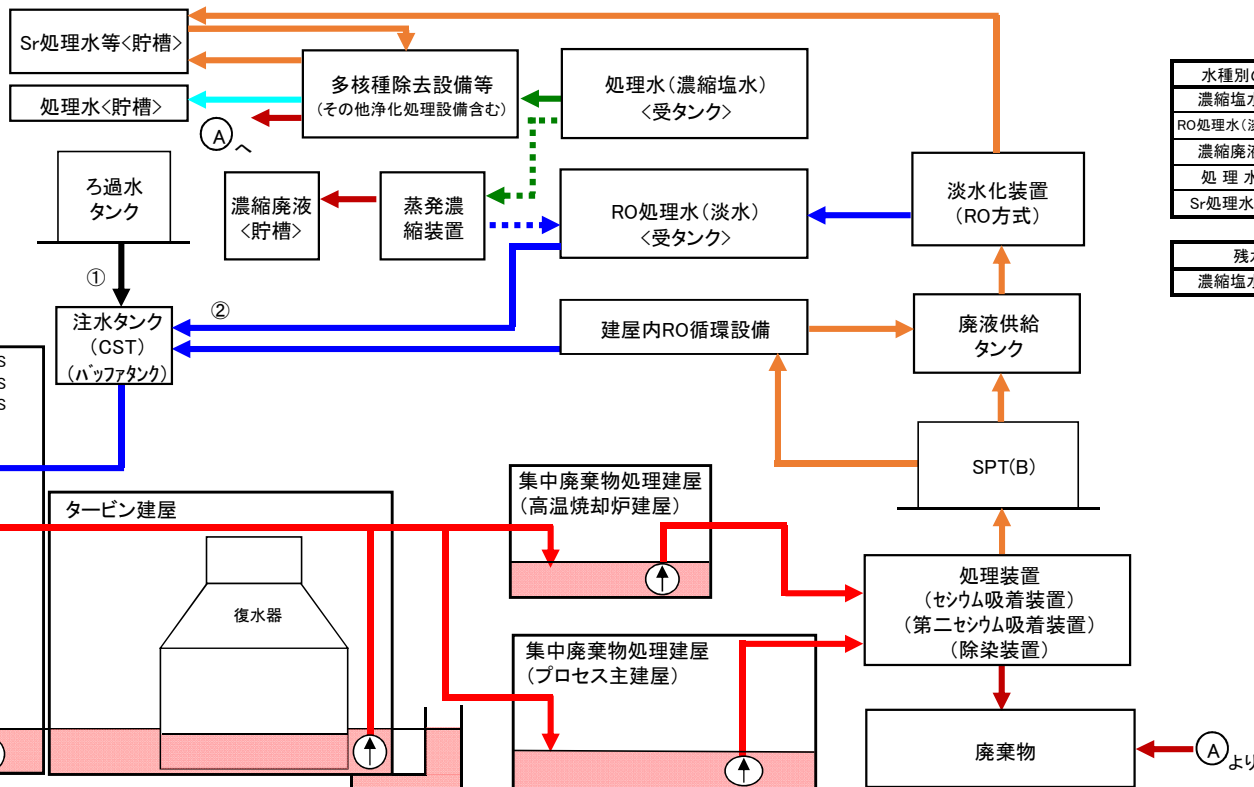 Sr処理水等<貯槽>
処理水<貯槽>
多核種除去設備等
(その他浄化処理設備含む)
処理水(濃縮塩水)
<受タンク>
A
へ
ろ過水
タンク
濃縮廃液
<貯槽>
蒸発濃
縮装置
RO処理水(淡水)
<受タンク>
淡水化装置
(RO方式)
水種別
濃縮塩水
RO処理水(
濃縮廃
処 理 水
Sr処理水
残
濃縮塩水
①
②
注水タンク
(CST)
(バッファタンク)
建屋内RO循環設備
廃液供給
タンク
S
S
S
SPT(B)
タービン建屋
復水器
集中廃棄物処理建屋
(高温焼却炉建屋)
集中廃棄物処理建屋
(プロセス主建屋)
処理装置
(セシウム吸着装置)
(第二セシウム吸着装置)
(除染装置)
廃棄物
A
より